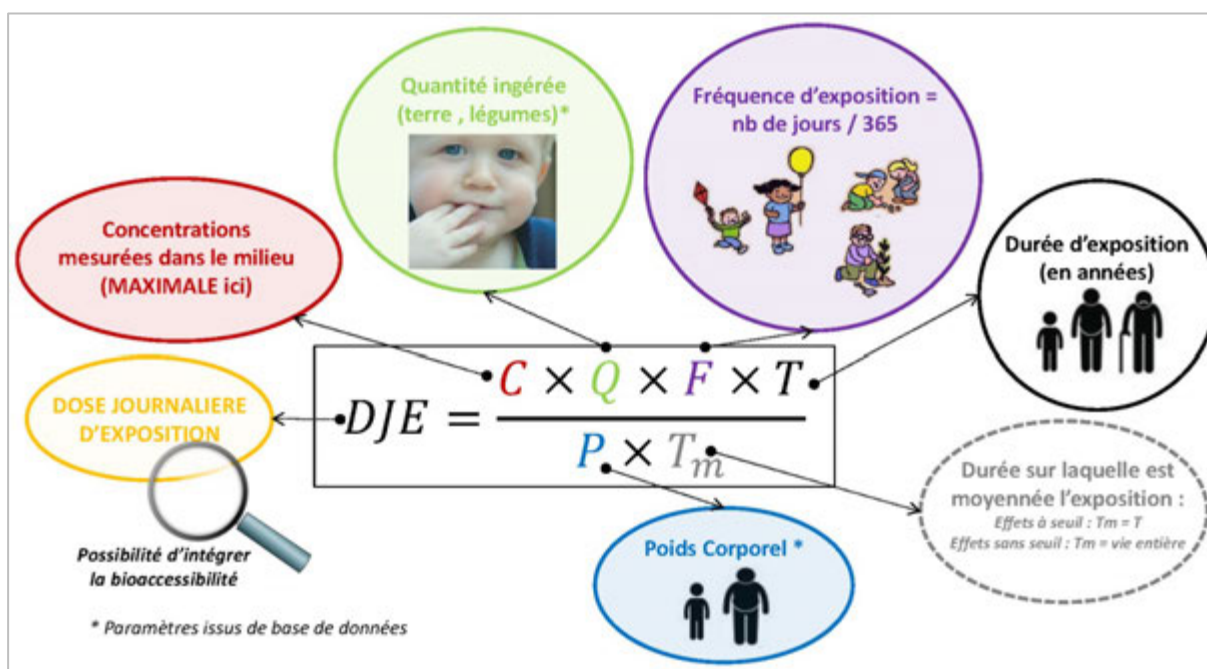 Quantité ingérée
(terre , légumes)*
Fréquence d'exposition =
nb de jours / 365
Concentrations
mesurées dans le milieu
(MAXIMALE ici)
Durée d'exposition
(en années)
DOSE JOURNALIERE
D'EXPOSITION
DJE = C × Q × F × T
P × Tm
Durée sur laquelle est
moyennée l'exposition :
Effets à seuil : Tm = T
Effets sans seuil : Tm = vie entière
Possibilité d'intégrer
la bioaccessibilité
Poids Corporel *
* Paramètres issus de base de données